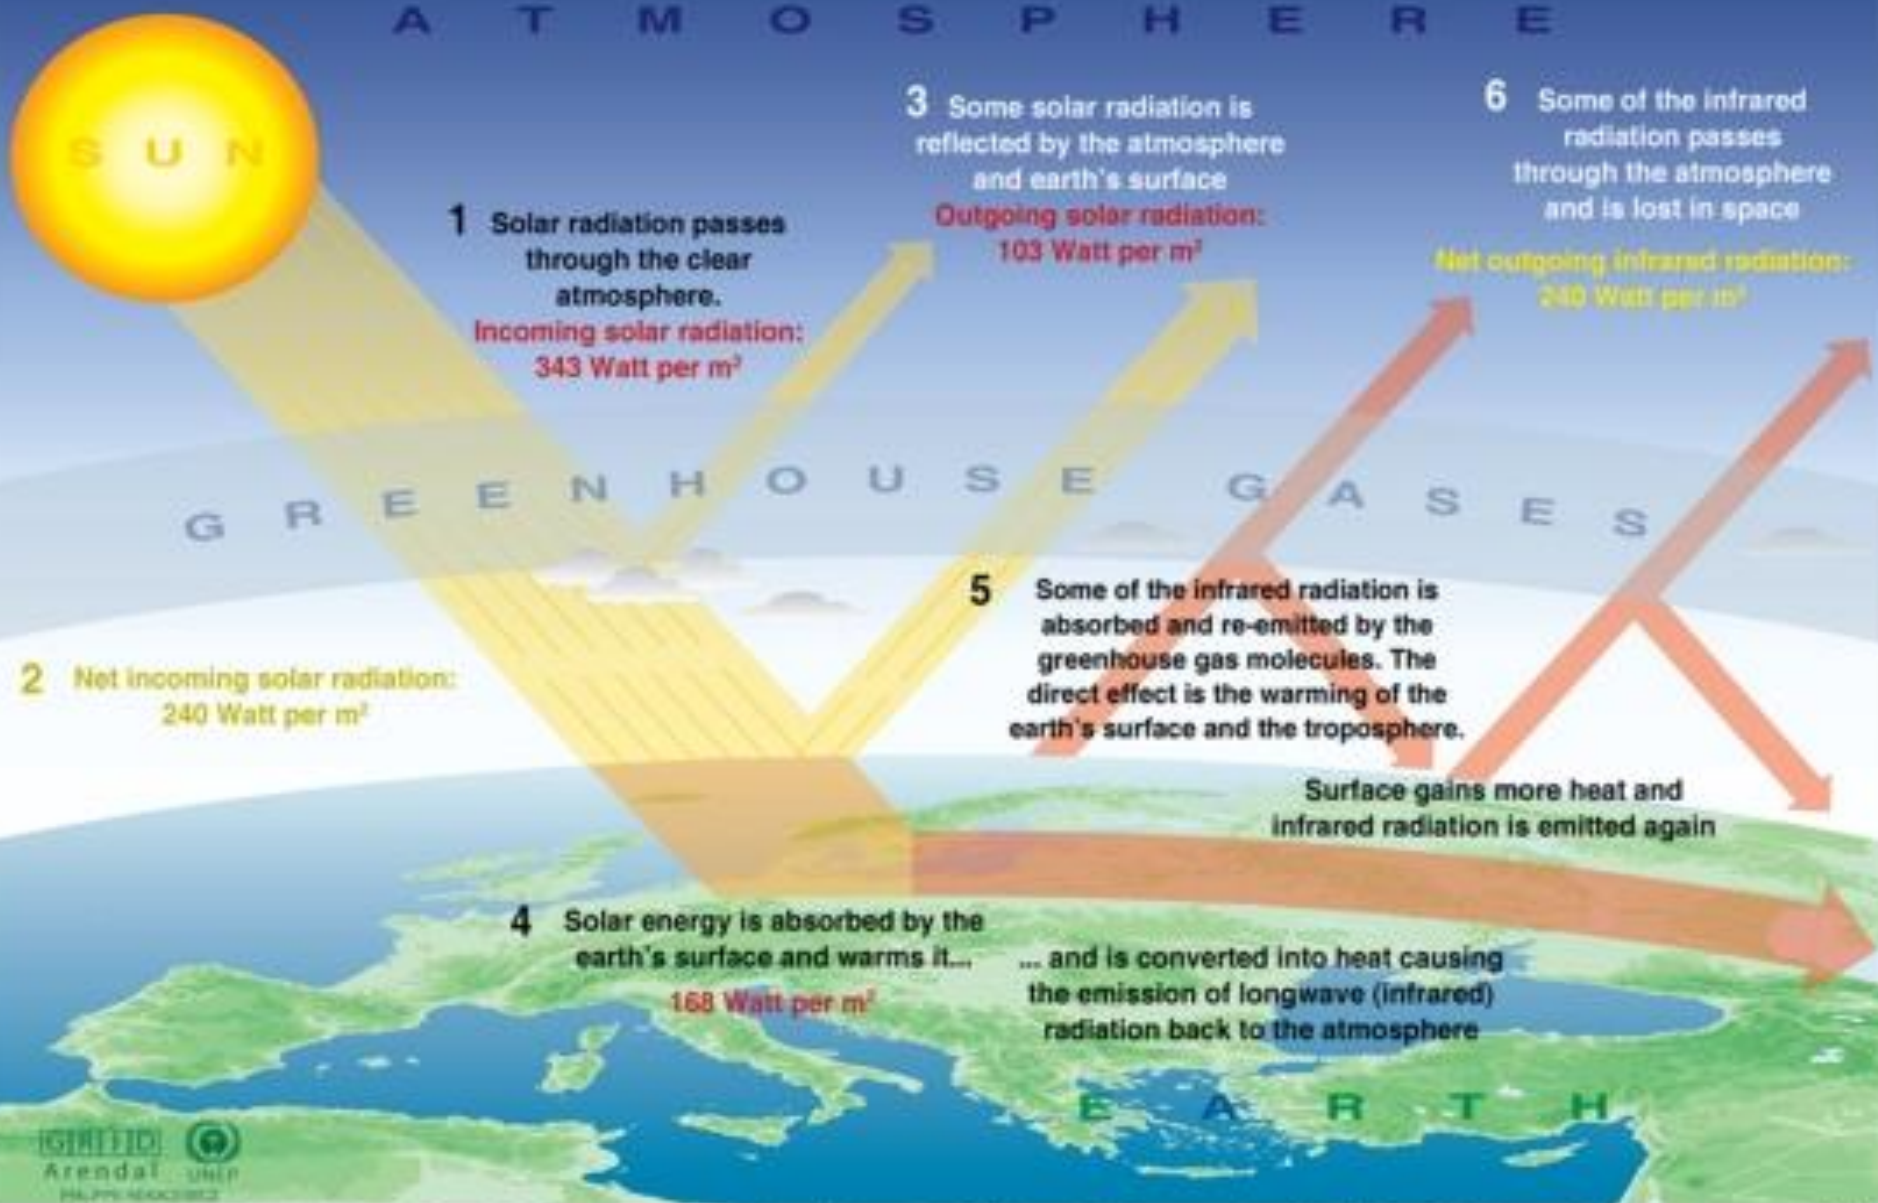 ATMOSPHERE
SUN
1 Solar radiation passes
through the clear
atmosphere.
Incoming solar radiation:
343 Watt per m²
3 Some solar radiation is
reflected by the atmosphere
and earth's surface
Outgoing solar radiation:
103 Watt per m²
6 Some of the infrared
radiation passes
through the atmosphere
and is lost in space
Net outgoing infrared radiation:
240 Watt per m²
GREENHOUSE GASES
2 Net incoming solar radiation:
240 Watt per m²
5 Some of the infrared radiation is
absorbed and re-emitted by the
greenhouse gas molecules. The
direct effect is the warming of the
earth's surface and the troposphere.
Surface gains more heat and
infrared radiation is emitted again
4 Solar energy is absorbed by the
earth's surface and warms it...
168 Watt per m²
... and is converted into heat causing
the emission of longwave (infrared)
radiation back to the atmosphere
EARTH
GRID
Arendal
UNEP